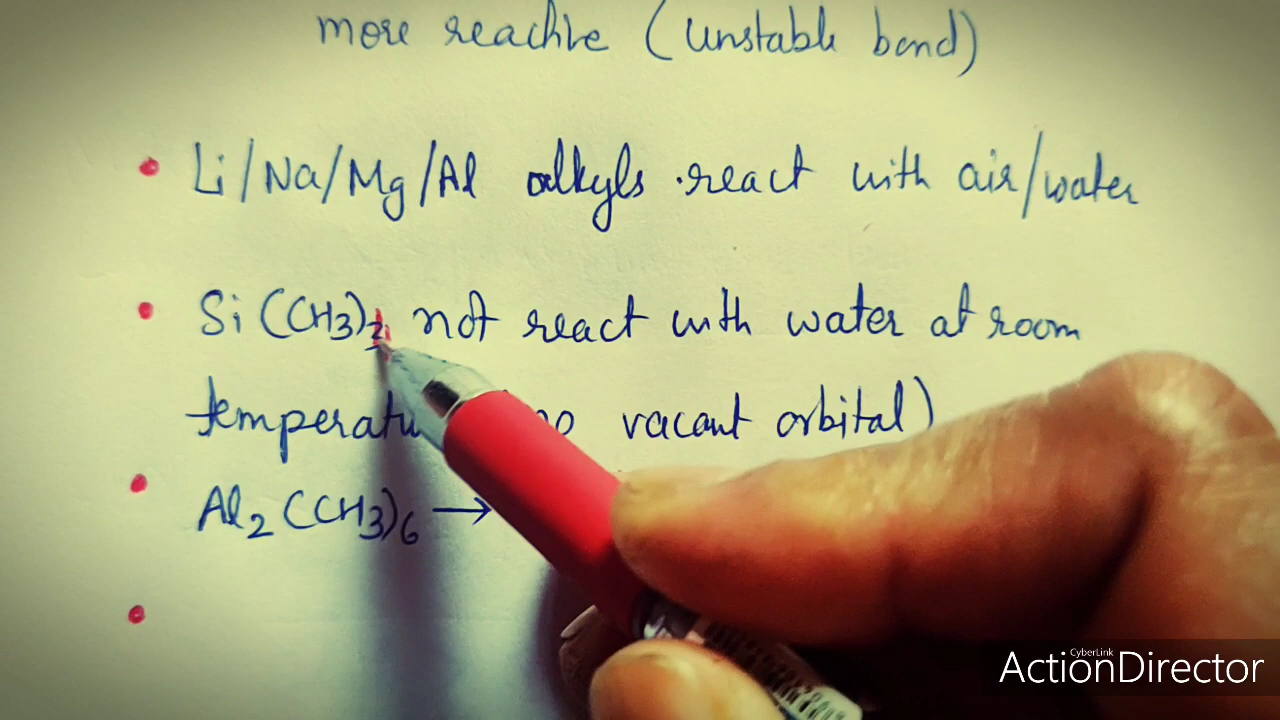 more reactive (unstable bond)
Li/Na/Mg/Al alkyls react with air/water
Si(CH3) not react with water at room
vacant orbital)
Al2(CH3)6 →
CyberLink
ActionDirector